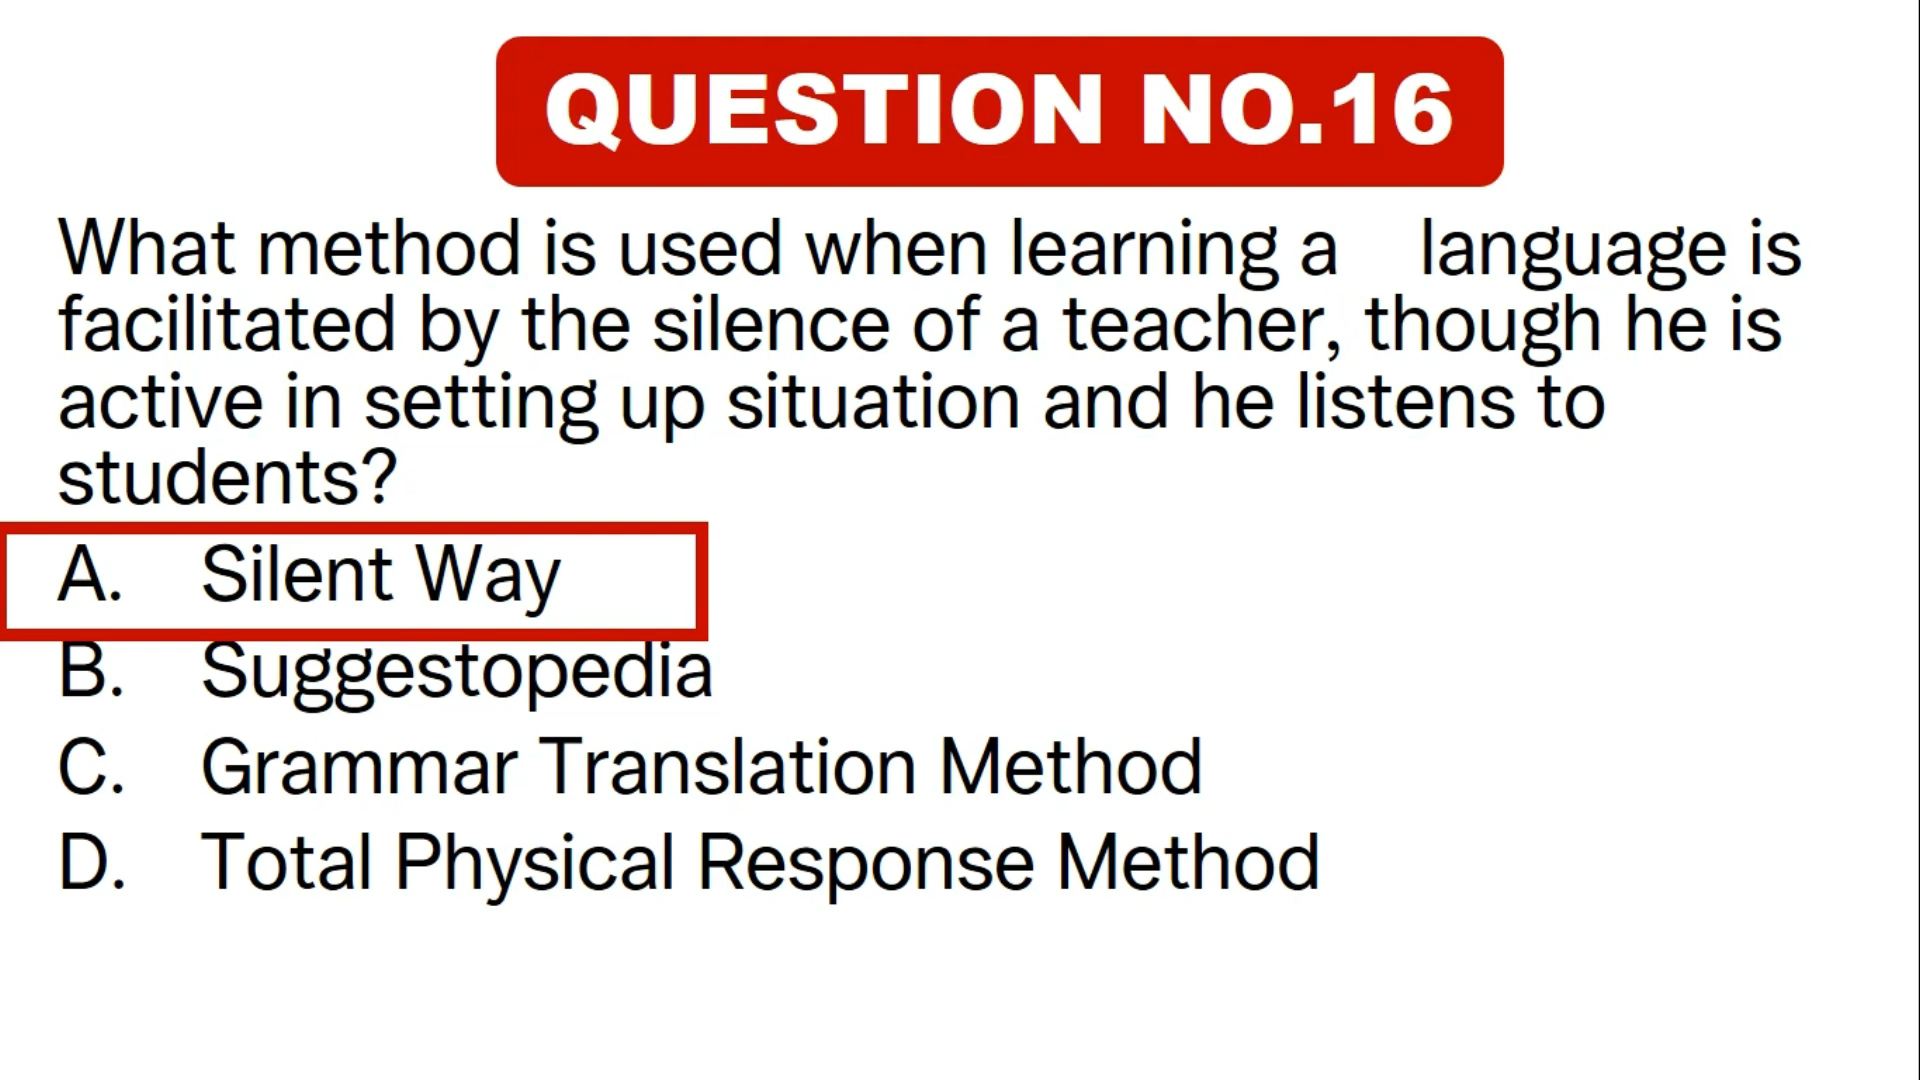 QUESTION NO.16
What method is used when learning a language is
facilitated by the silence of a teacher, though he is
active in setting up situation and he listens to
students?
A. Silent Way
B. Suggestopedia
C. Grammar Translation Method
D. Total Physical Response Method